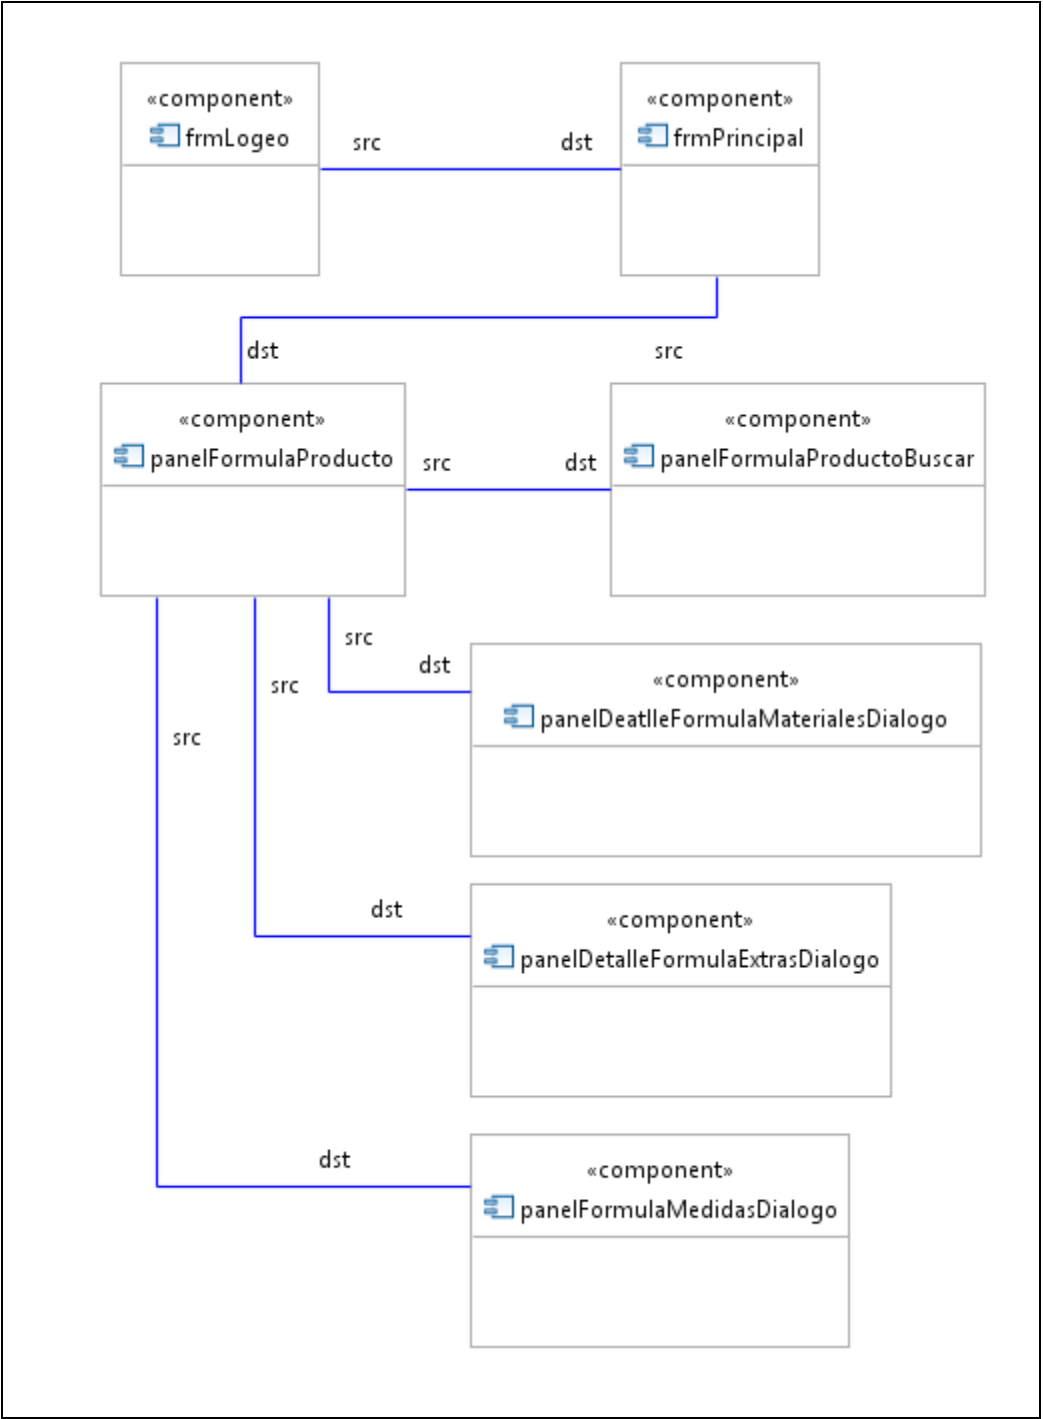 «component»
frmLogeo
src
dst
«component»
frmPrincipal
dst
src
«component»
panelFormulaProducto
src
dst
«component»
panelFormulaProductoBuscar
src
dst
«component»
panelDeatlleFormulaMaterialesDialogo
src
dst
«component»
panelDetalleFormulaExtrasDialogo
src
dst
«component»
panelFormulaMedidasDialogo